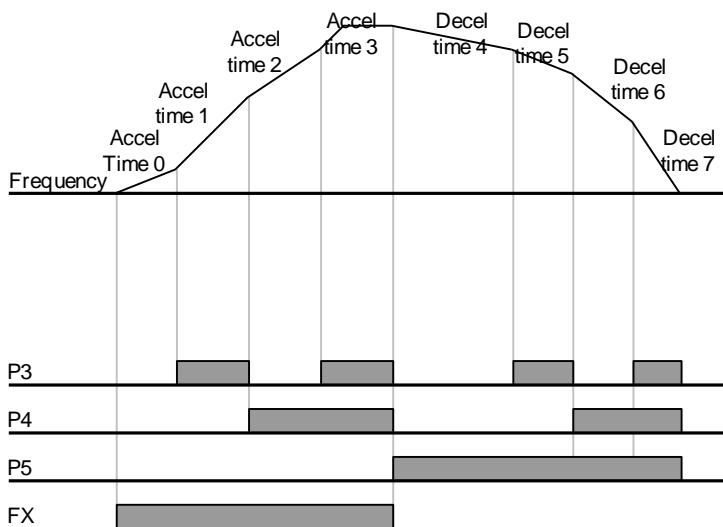 Accel
Time 0
Accel
time 1
Accel
time 2
Accel
time 3
Decel
time 4
Decel
time 5
Decel
time 6
Decel
time 7
Frequency
P3
P4
P5
FX